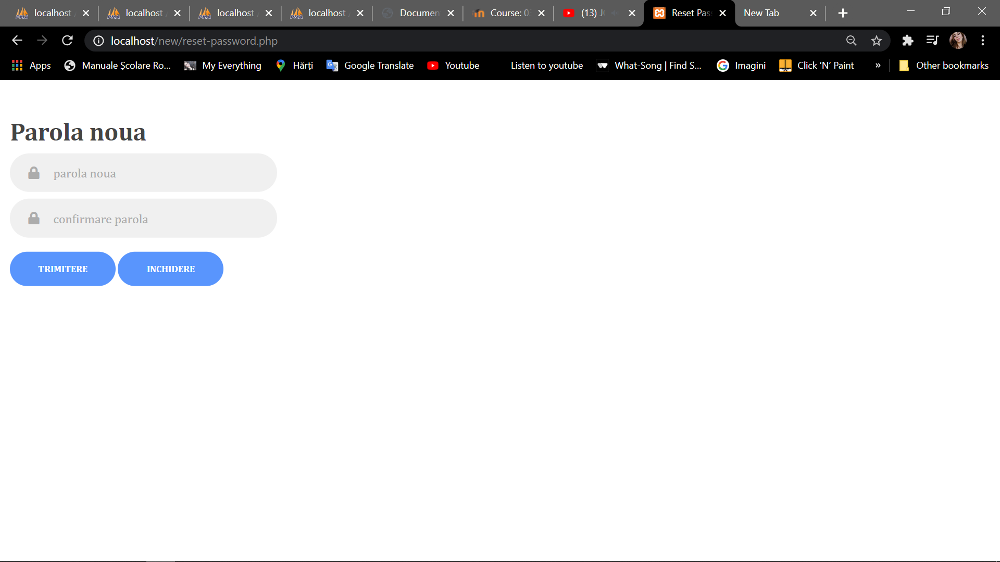 localhost localhost localhost localhost Documen Course: 0 (13) J Reset Pas New Tab
localhost/new/reset-password.php
Apps Manuale Școlare Ro... My Everything Hărți Google Translate Youtube Listen to youtube What-Song | Find S... Imagini Click ‘N’ Paint » Other bookmarks
Parola noua
parola noua
confirmare parola
TRIMITERE INCHIDERE